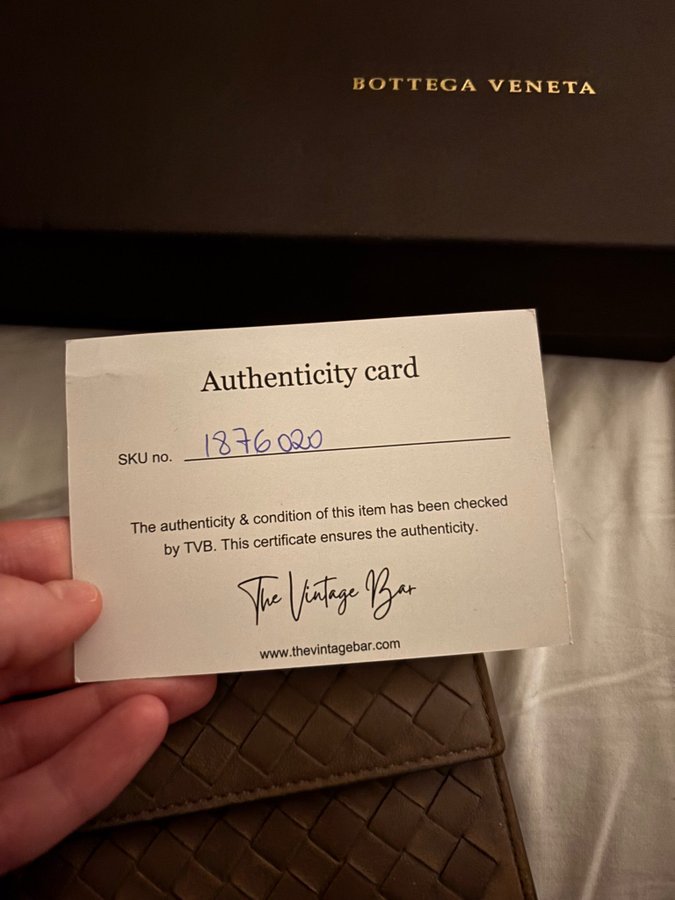 BOTTEGA VENETA
Authenticity card
SKU no. 1876020
The authenticity & condition of this item has been checked
by TVB. This certificate ensures the authenticity.
The Vintage Bar
www.thevintagebar.com